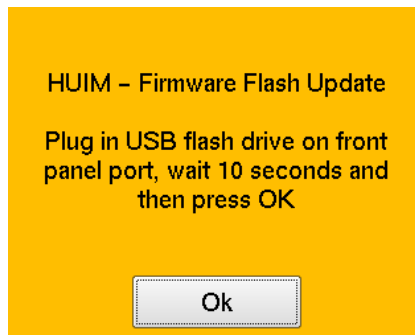 HUIM – Firmware Flash Update
Plug in USB flash drive on front
panel port, wait 10 seconds and
then press OK
Ok